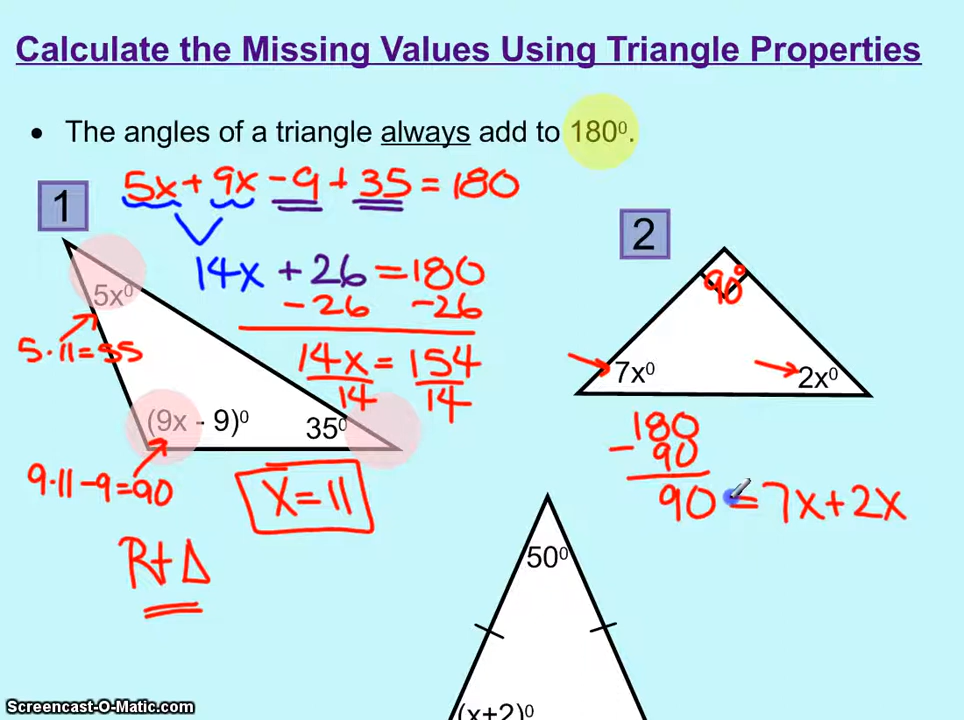 Calculate the Missing Values Using Triangle Properties
• The angles of a triangle always add to 180⁰.
1
5x + 9x - 9 + 35 = 180
14x + 26 = 180
- 26 - 26
14x = 154
14 14
5x⁰
5·11=55
(9x - 9)⁰
35⁰
9·11-9=90
x=11
Rt Δ
2
90°
7x⁰
2x⁰
180
- 90
90 = 7x + 2x
50⁰
(x+2)⁰
Screencast-O-Matic.com